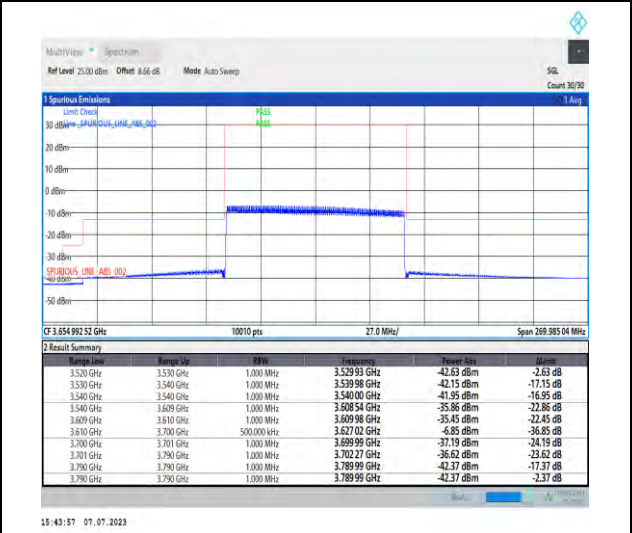 MultiView Spectrum
Ref Level 25.00 dBm Offset 8.66 dB Mode Auto Sweep SGL
Count 30/30
1 Spurious Emissions 1 Avg
Limit Check PASS
30 dBm Line _SPURIOUS_LINE_ABS_002 PASS
20 dBm
10 dBm
0 dBm
-10 dBm
-20 dBm
-30 dBm
SPURIOUS_LINE_ABS_002
-40 dBm
-50 dBm
CF 3.654 992 52 GHz 10010 pts 27.0 MHz/ Span 269.985 04 MHz
2 Result Summary
Range Low Range Up RBW Frequency Power Abs ΔLimit
3.520 GHz 3.530 GHz 1.000 MHz 3.529 93 GHz -42.63 dBm -2.63 dB
3.530 GHz 3.540 GHz 1.000 MHz 3.539 98 GHz -42.15 dBm -17.15 dB
3.540 GHz 3.540 GHz 1.000 MHz 3.540 00 GHz -41.95 dBm -16.95 dB
3.540 GHz 3.609 GHz 1.000 MHz 3.608 54 GHz -35.86 dBm -22.86 dB
3.609 GHz 3.610 GHz 1.000 MHz 3.609 98 GHz -35.45 dBm -22.45 dB
3.610 GHz 3.700 GHz 500.000 kHz 3.627 02 GHz -6.85 dBm -36.85 dB
3.700 GHz 3.701 GHz 1.000 MHz 3.699 99 GHz -37.19 dBm -24.19 dB
3.701 GHz 3.790 GHz 1.000 MHz 3.702 27 GHz -36.62 dBm -23.62 dB
3.790 GHz 3.790 GHz 1.000 MHz 3.789 99 GHz -42.37 dBm -17.37 dB
3.790 GHz 3.790 GHz 1.000 MHz 3.789 99 GHz -42.37 dBm -2.37 dB
15:43:57 07.07.2023